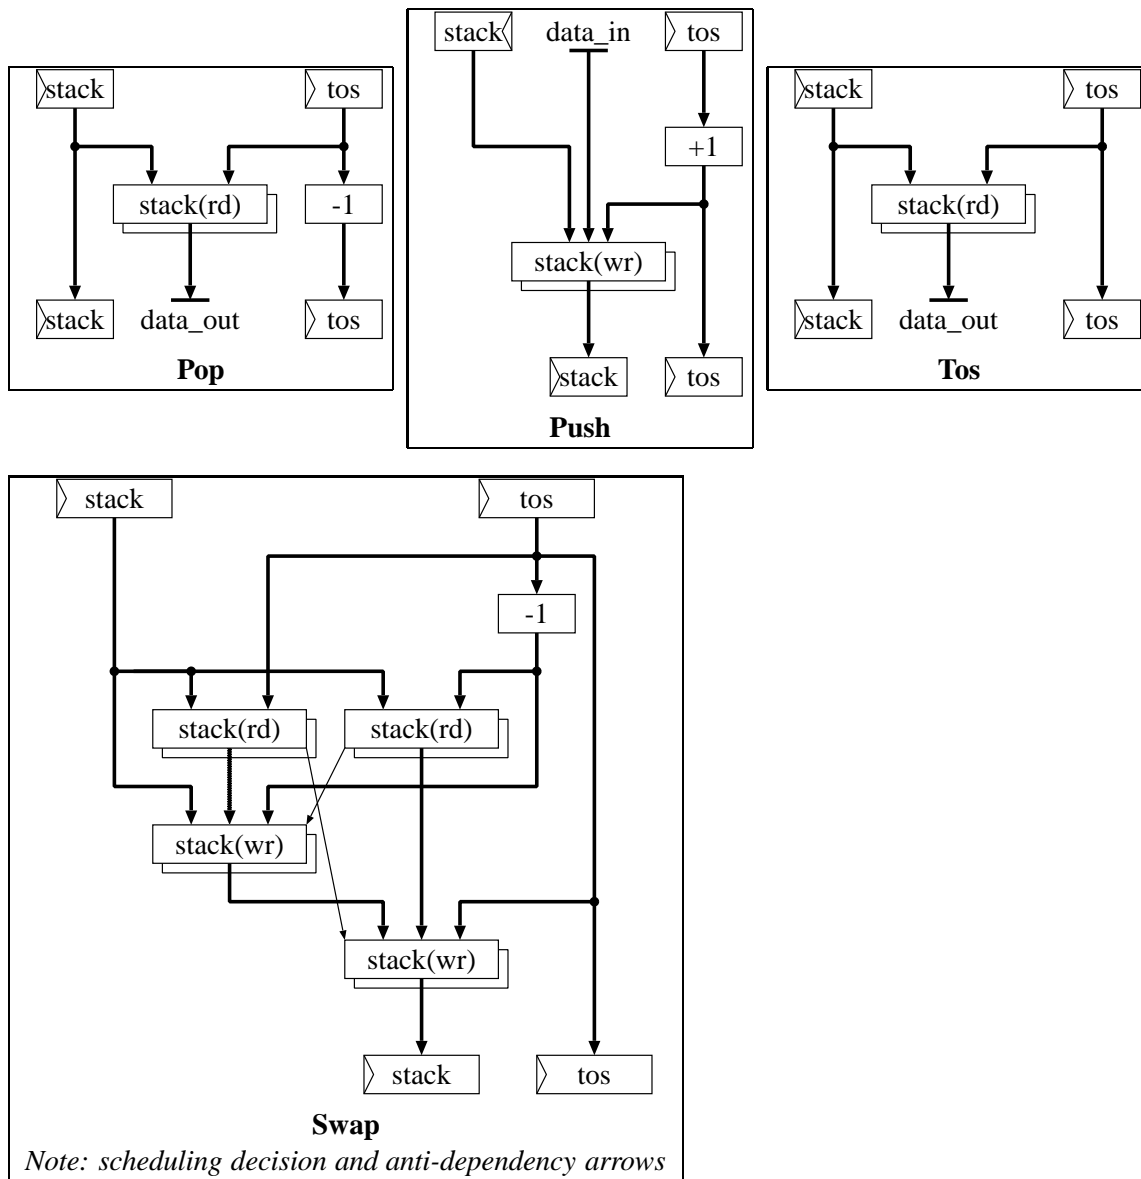 stack
tos
stack(rd)
-1
stack
data_out
tos
Pop
stack
data_in
tos
+1
stack(wr)
stack
tos
Push
stack
tos
stack(rd)
stack
data_out
tos
Tos
stack
tos
-1
stack(rd)
stack(rd)
stack(wr)
stack(wr)
stack
tos
Swap
Note: scheduling decision and anti-dependency arrows